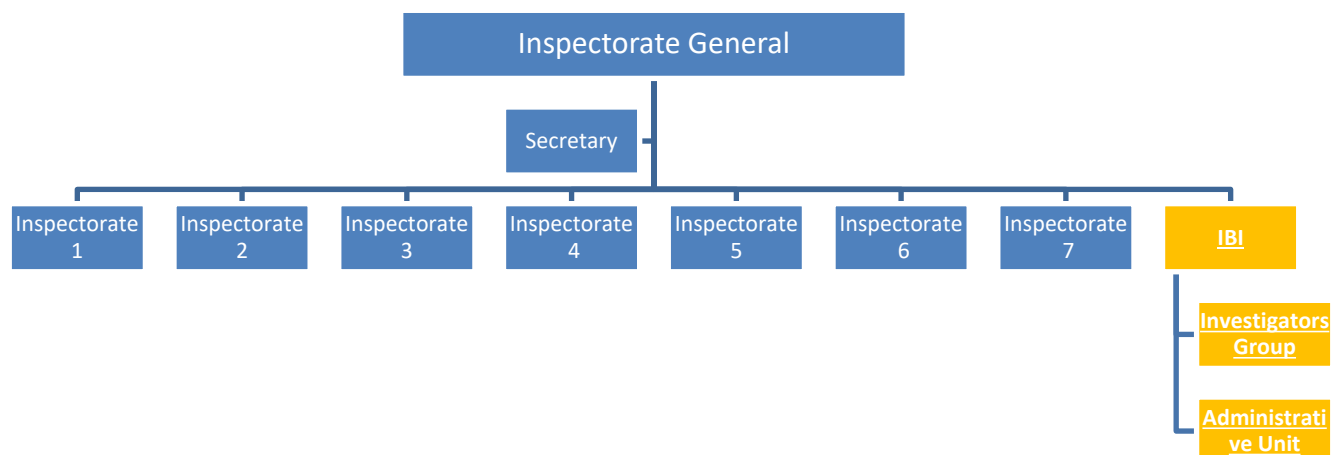 Inspectorate General
Secretary
Inspectorate
1
Inspectorate
2
Inspectorate
3
Inspectorate
4
Inspectorate
5
Inspectorate
6
Inspectorate
7
IBI
Investigators
Group
Administrati
ve Unit